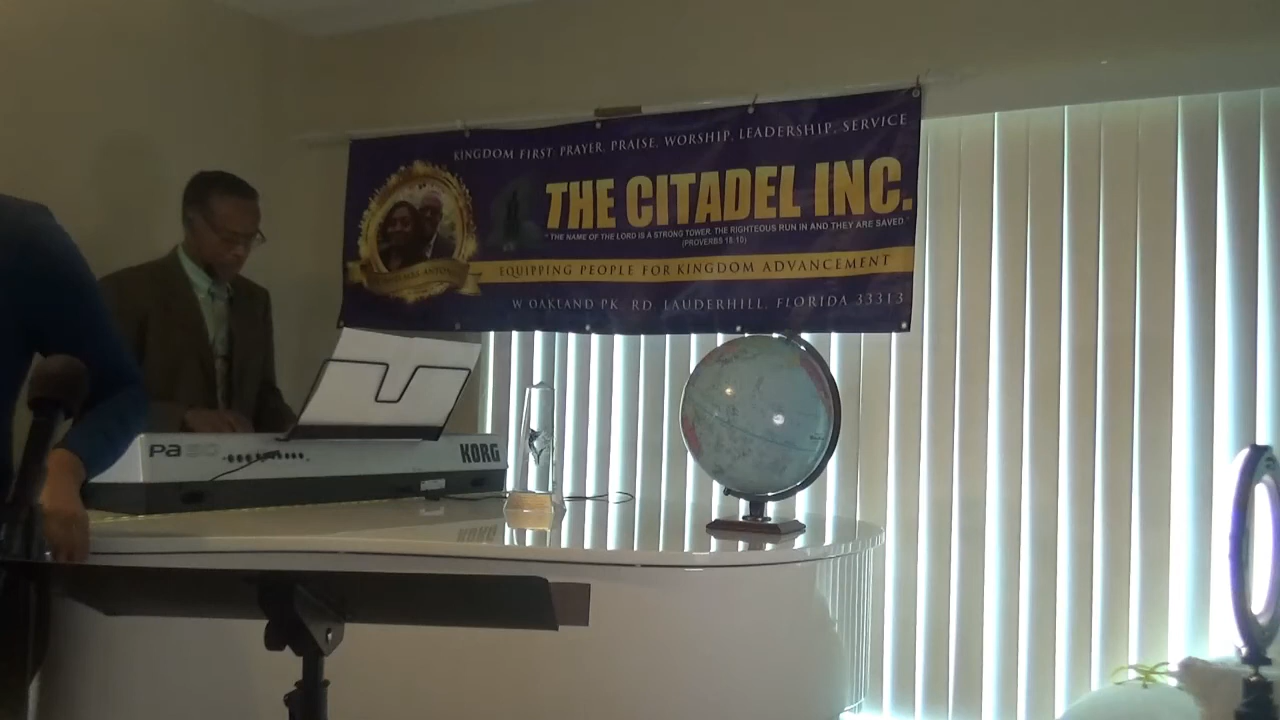 KINGDOM FIRST, PRAYER, PRAISE, WORSHIP, LEADERSHIP, SERVICE
THE CITADEL INC.
"THE NAME OF THE LORD IS A STRONG TOWER. THE RIGHTEOUS RUN IN AND THEY ARE SAVED"
(PROVERBS 18:10)
EQUIPPING PEOPLE FOR KINGDOM ADVANCEMENT
W OAKLAND PK. RD. LAUDERHILL, FLORIDA 33313
Pa50
KORG